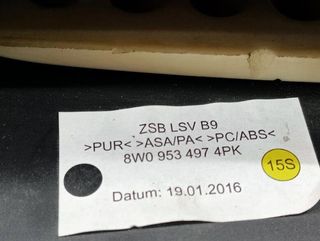 ZSB LSV B9
>PUR< >ASA/PA< >PC/ABS<
8W0 953 497 4PK
15S
Datum: 19.01.2016